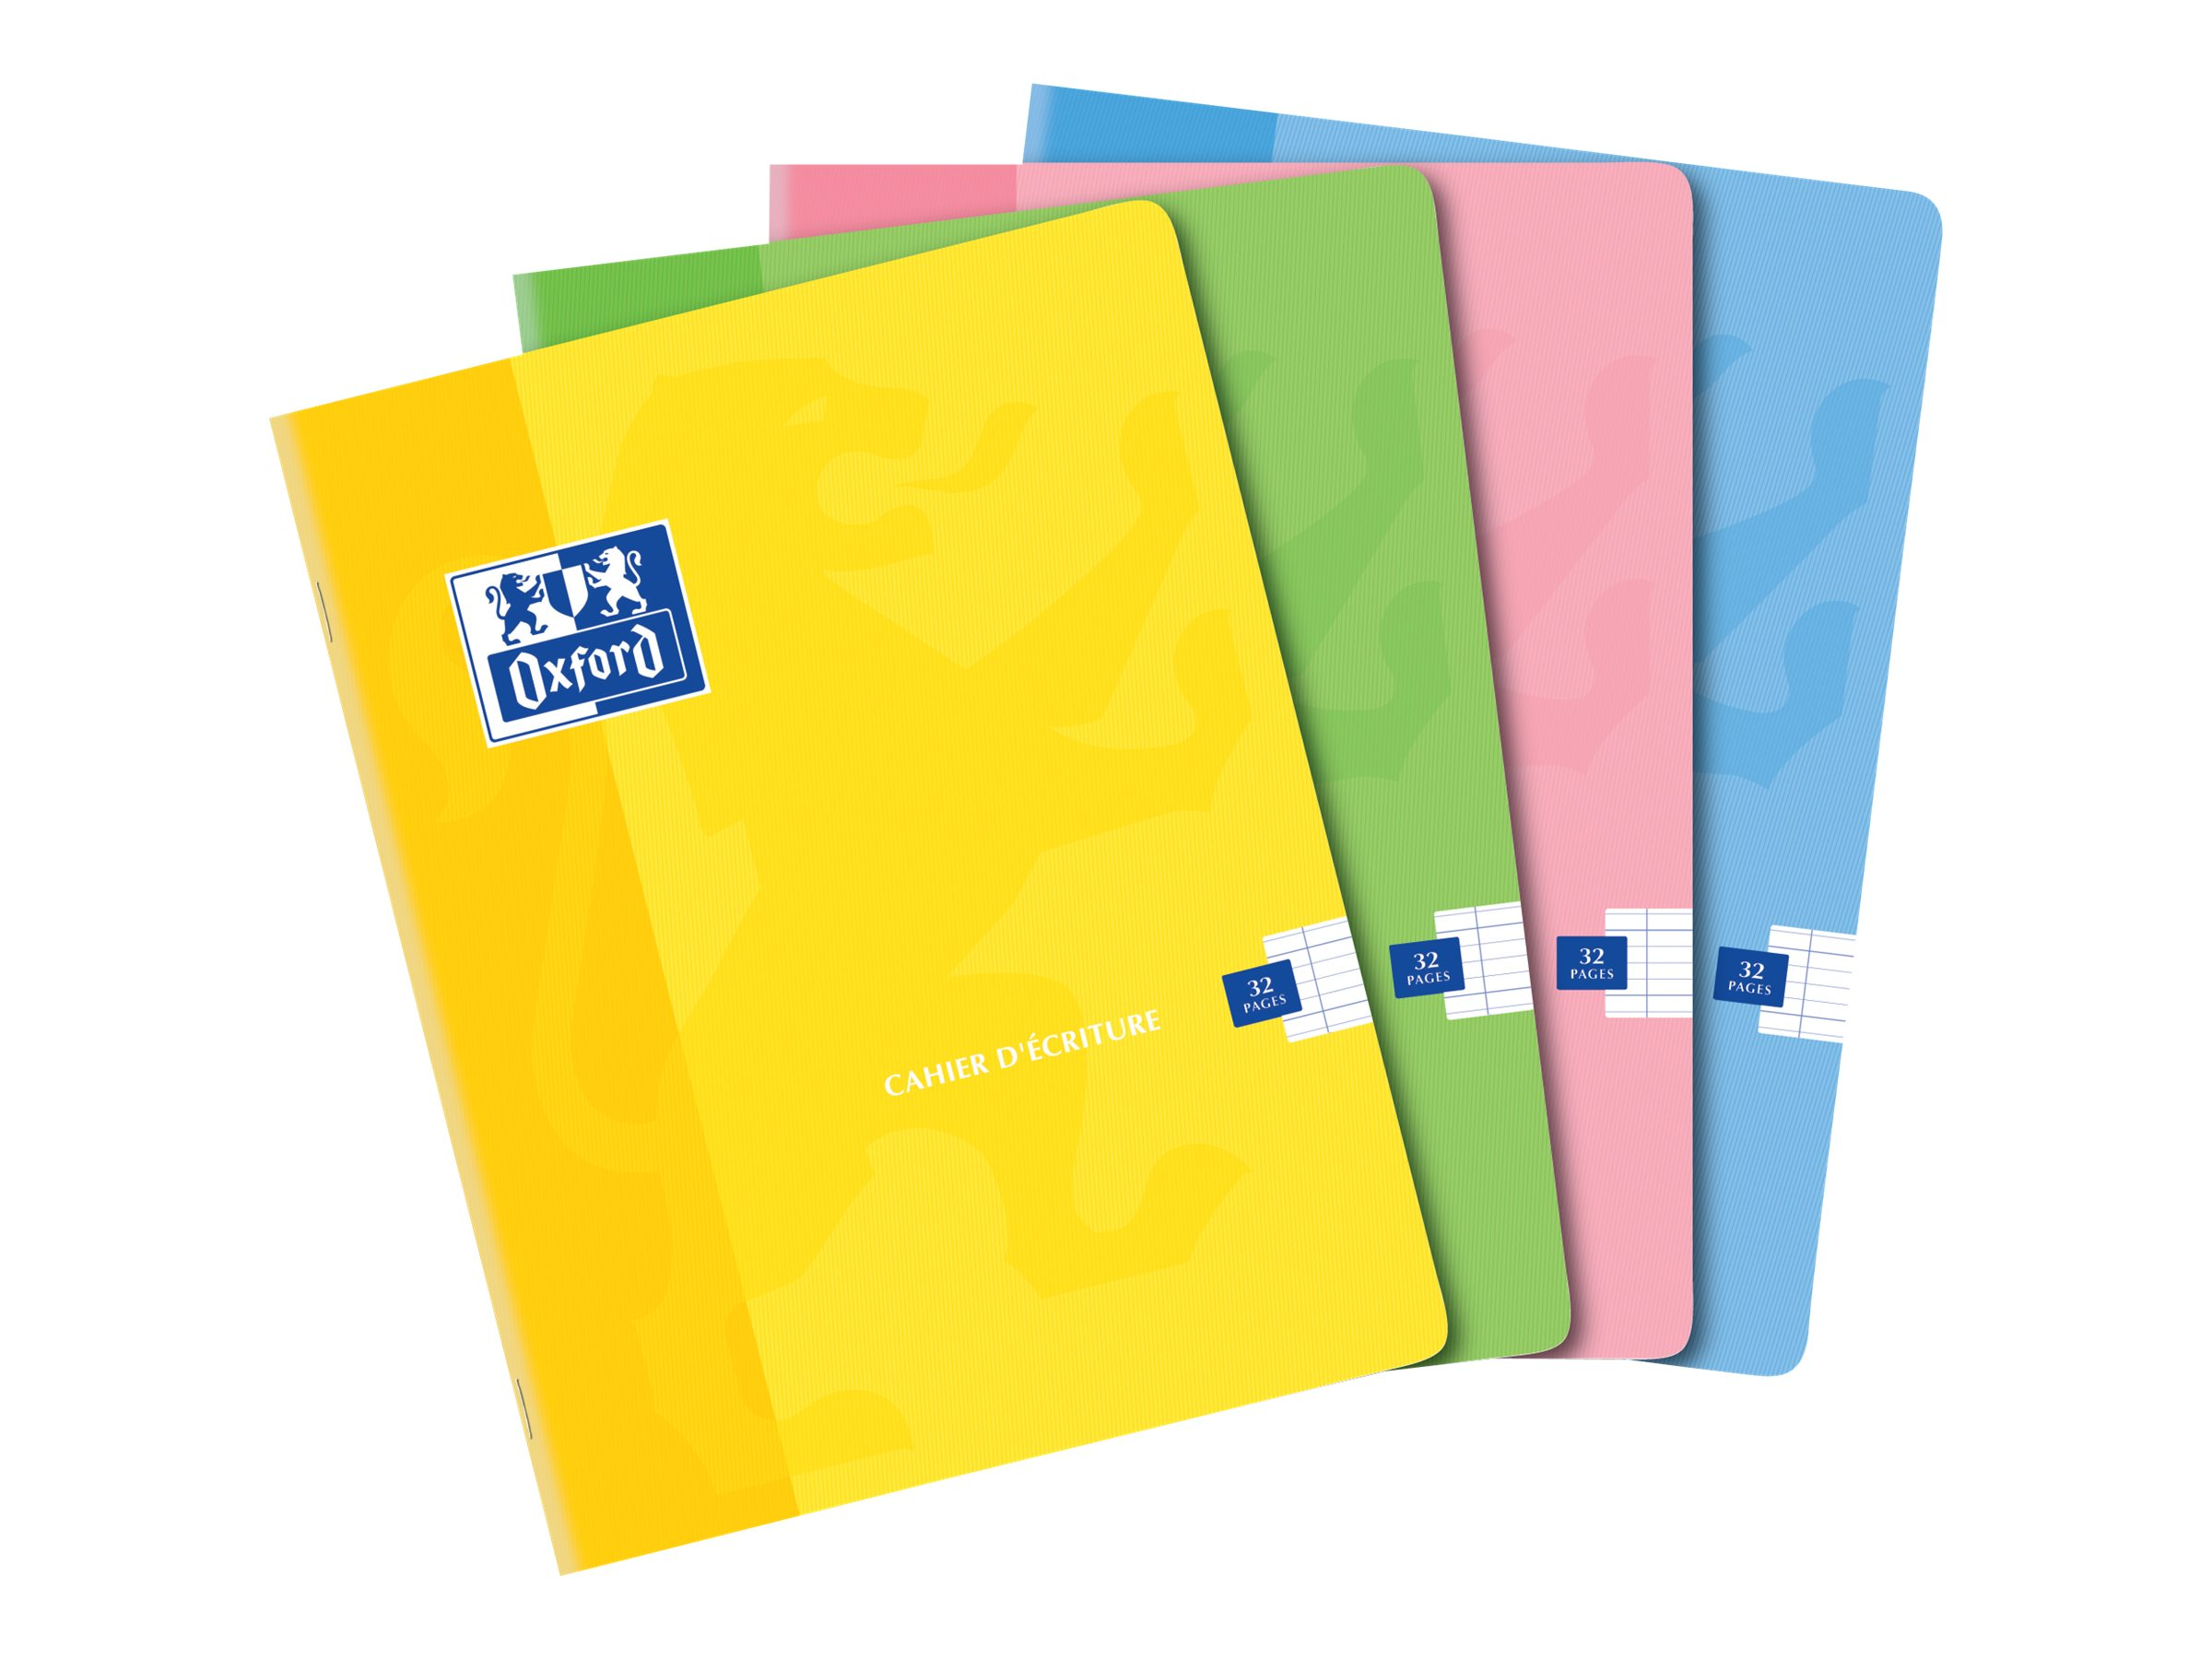 Oxford
CAHIER D'ÉCRITURE
32
PAGES
32
PAGES
32
PAGES
32
PAGES